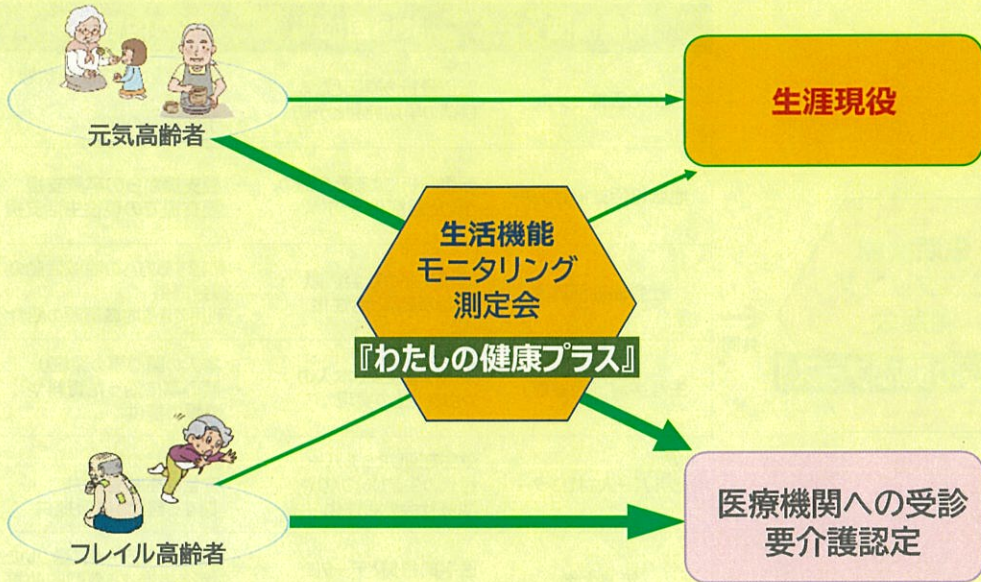 元気高齢者
生涯現役
生活機能
モニタリング
測定会
『わたしの健康プラス』
フレイル高齢者
医療機関への受診
要介護認定